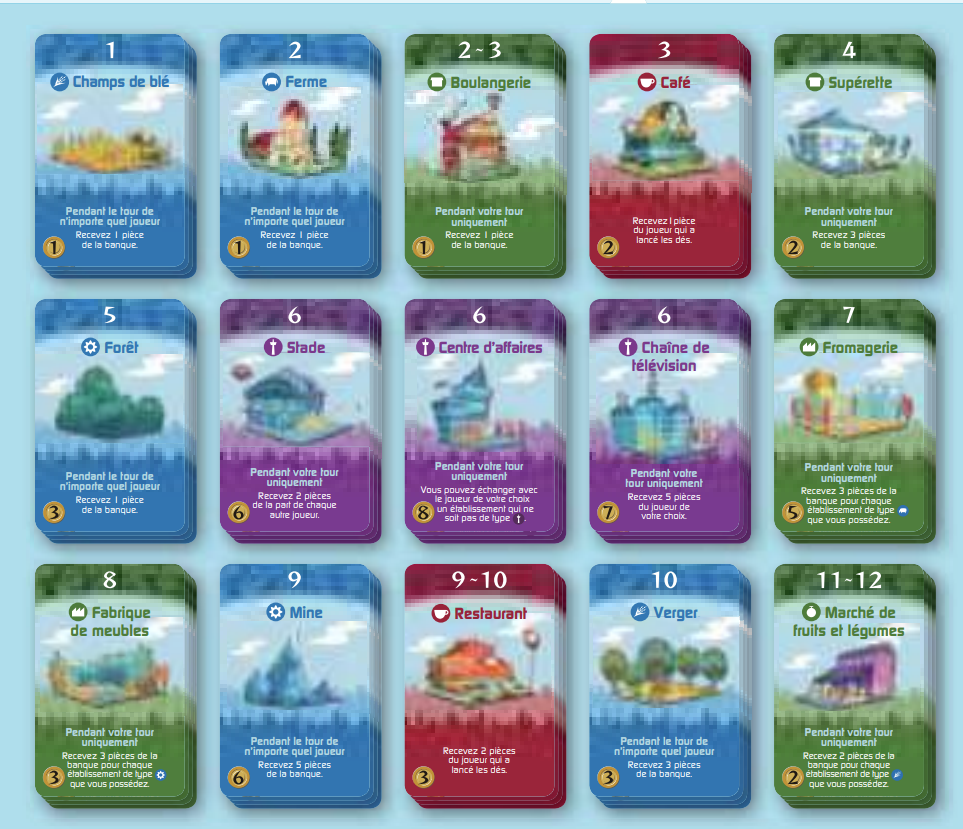 1
Champs de blé
Pendant le tour de
n'importe quel joueur
Recevez 1 pièce
de la banque.
1
2
Ferme
Pendant le tour de
n'importe quel joueur
Recevez 1 pièce
de la banque.
1
2~3
Boulangerie
Pendant votre tour
uniquement
Recevez 1 pièce
de la banque.
1
3
Café
Recevez 1 pièce
du joueur qui a
lancé les dés.
2
4
Supérette
Pendant votre tour
uniquement
Recevez 3 pièces
de la banque.
2
5
Forêt
Pendant le tour de
n'importe quel joueur
Recevez 1 pièce
de la banque.
3
6
Stade
Pendant votre tour
uniquement
Recevez 2 pièces
de la part de chaque
autre joueur.
6
6
Centre d'affaires
Pendant votre tour
uniquement
Vous pouvez échanger avec
le joueur de votre choix
un établissement qui ne
soit pas de type .
8
6
Chaîne de
télévision
Pendant votre
tour uniquement
Recevez 5 pièces
du joueur de
votre choix.
7
7
Fromagerie
Pendant votre tour
uniquement
Recevez 3 pièces de la
banque pour chaque
établissement de type
que vous possédez.
5
8
Fabrique
de meubles
Pendant votre tour
uniquement
Recevez 3 pièces de la
banque pour chaque
établissement de type
que vous possédez.
3
9
Mine
Pendant le tour de
n'importe quel joueur
Recevez 5 pièces
de la banque.
6
9~10
Restaurant
Recevez 2 pièces
du joueur qui a
lancé les dés.
3
10
Verger
Pendant le tour de
n'importe quel joueur
Recevez 3 pièces
de la banque.
3
11~12
Marché de
fruits et légumes
Pendant votre tour
uniquement
Recevez 2 pièces de la
banque pour chaque
établissement de type
que vous possédez.
2